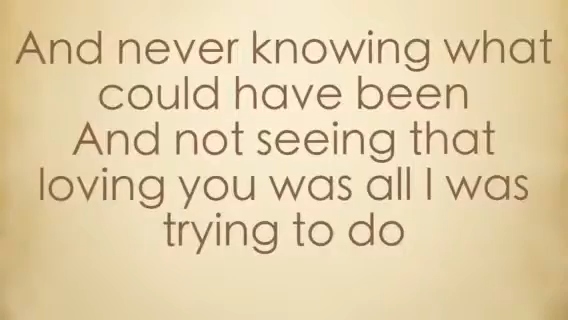 And never knowing what
could have been
And not seeing that
loving you was all I was
trying to do